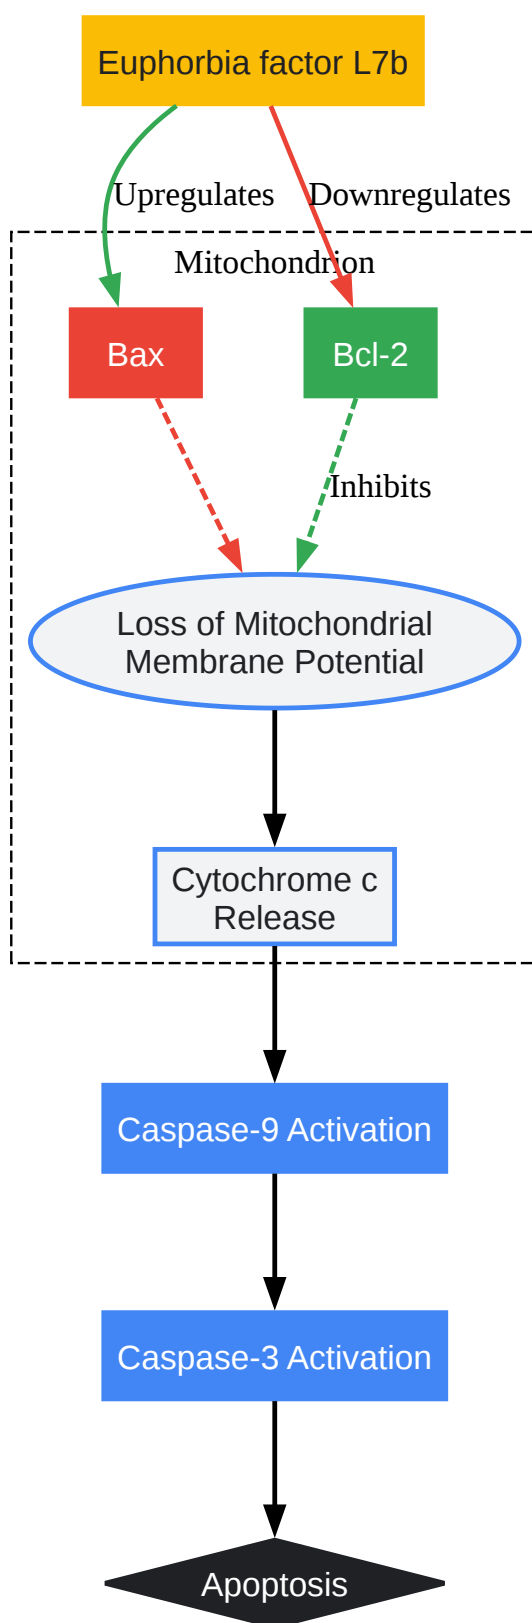 Euphorbia factor L7b
Upregulates
Downregulates
Mitochondrion
Bax
Bcl-2
Inhibits
Loss of Mitochondrial
Membrane Potential
Cytochrome c
Release
Caspase-9 Activation
Caspase-3 Activation
Apoptosis